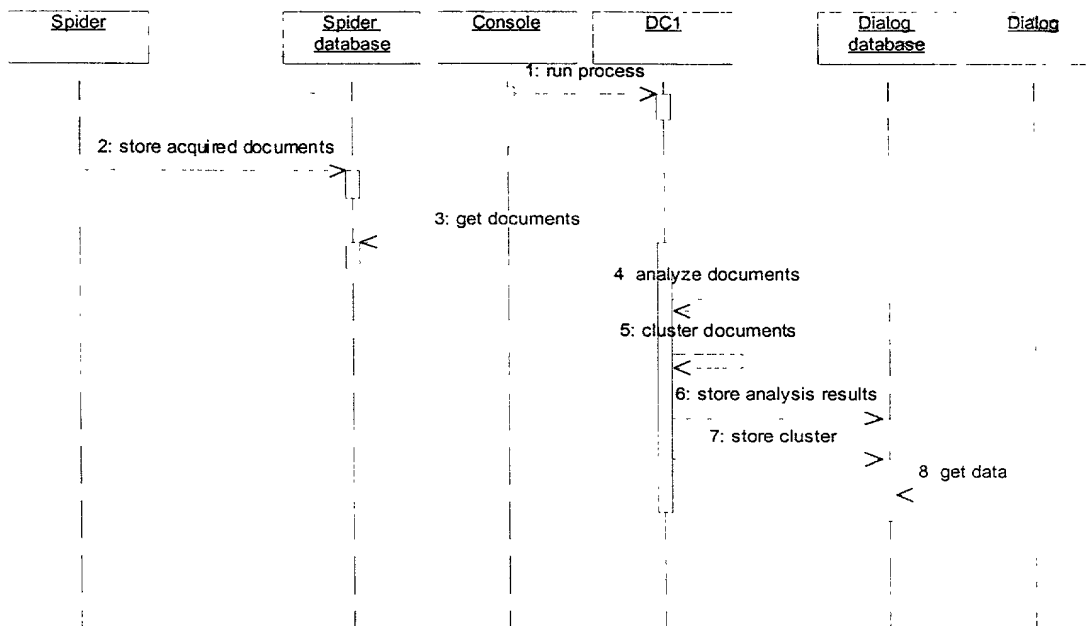 Spider
Spider
database
Console
DC1
Dialog
database
Dialog
1: run process
2: store acquired documents
3: get documents
4 analyze documents
5: cluster documents
6: store analysis results
7: store cluster
8 get data